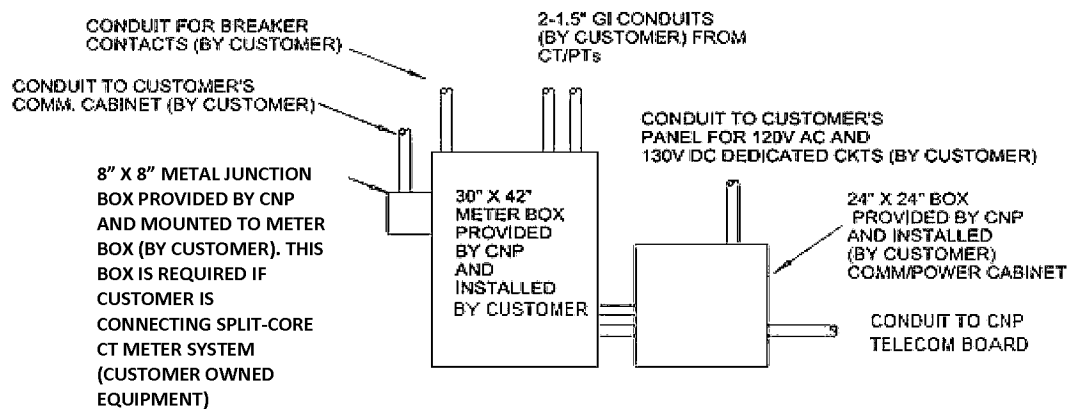 CONDUIT FOR BREAKER
CONTACTS (BY CUSTOMER)
2-1.5" GI CONDUITS
(BY CUSTOMER) FROM
CT/PTs
CONDUIT TO CUSTOMER'S
COMM. CABINET (BY CUSTOMER)
CONDUIT TO CUSTOMER'S
PANEL FOR 120V AC AND
130V DC DEDICATED CKTS (BY CUSTOMER)
8" X 8" METAL JUNCTION
BOX PROVIDED BY CNP
AND MOUNTED TO METER
BOX (BY CUSTOMER). THIS
BOX IS REQUIRED IF
CUSTOMER IS
CONNECTING SPLIT-CORE
CT METER SYSTEM
(CUSTOMER OWNED
EQUIPMENT)
30" X 42"
METER BOX
PROVIDED
BY CNP
AND
INSTALLED
BY CUSTOMER
24" X 24" BOX
PROVIDED BY CNP
AND INSTALLED
(BY CUSTOMER)
COMM/POWER CABINET
CONDUIT TO CNP
TELECOM BOARD